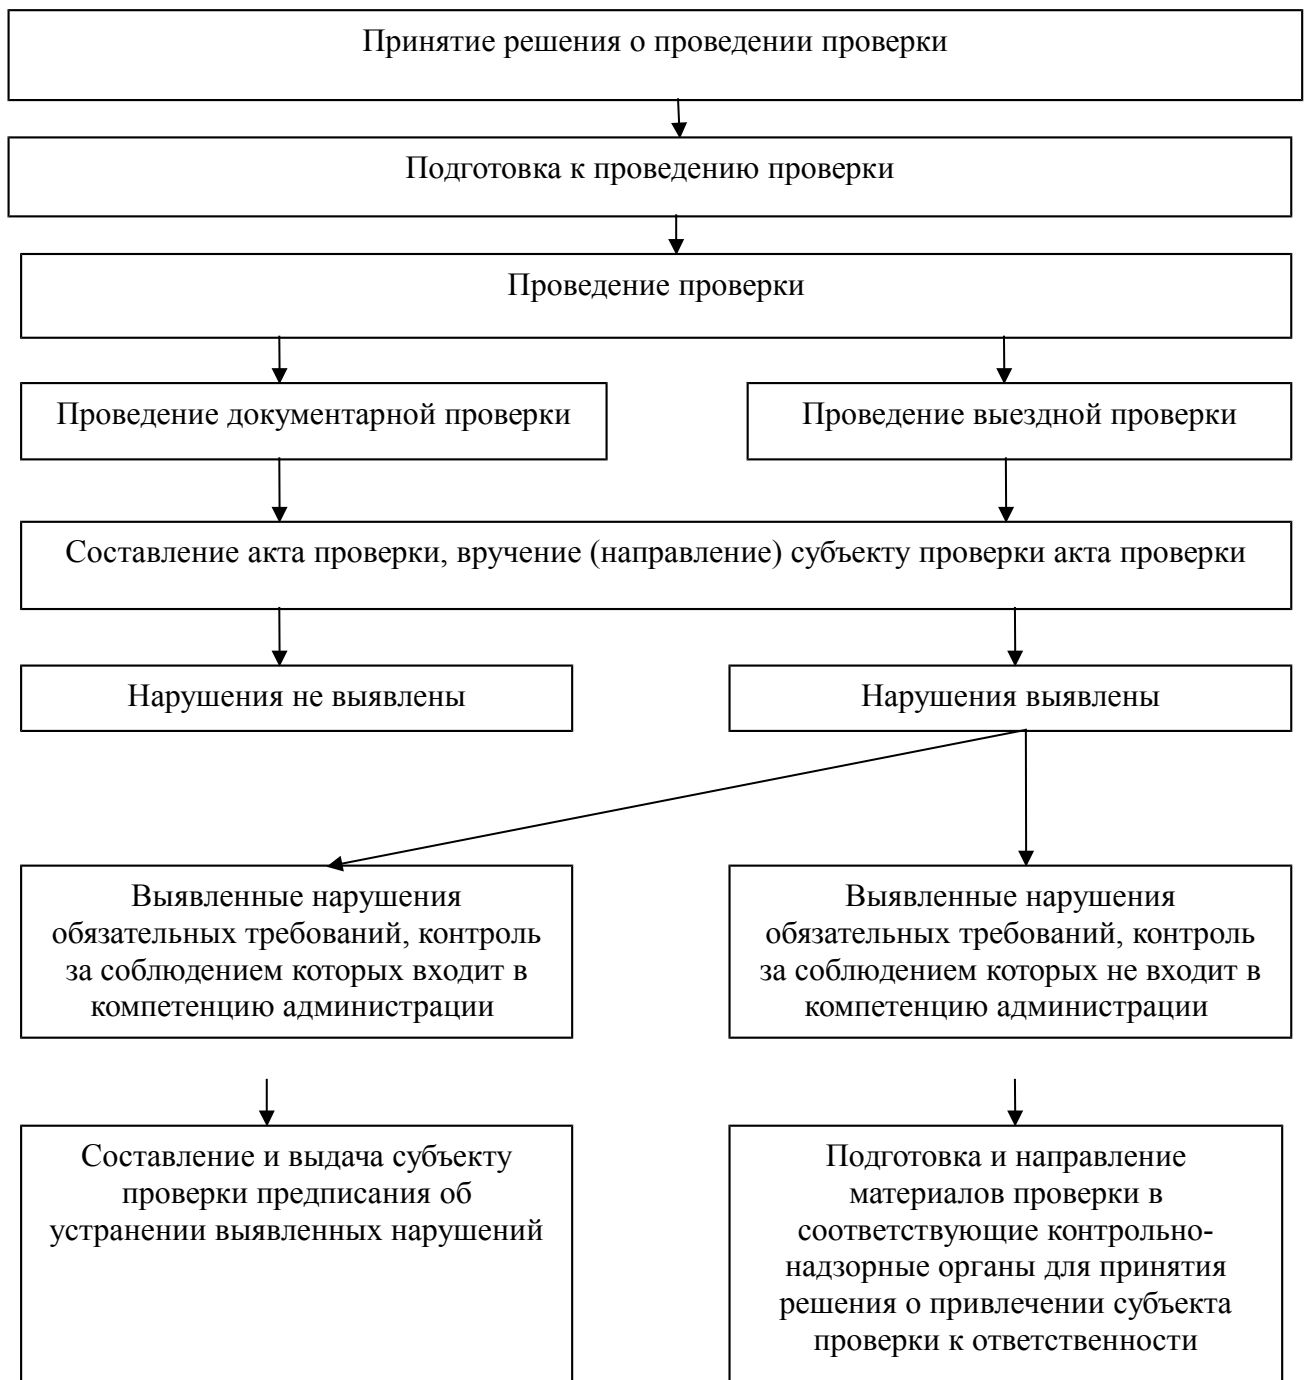 Принятие решения о проведении проверки
Подготовка к проведению проверки
Проведение проверки
Проведение документарной проверки
Проведение выездной проверки
Составление акта проверки, вручение (направление) субъекту проверки акта проверки
Нарушения не выявлены
Нарушения выявлены
Выявленные нарушения
обязательных требований, контроль
за соблюдением которых входит в
компетенцию администрации
Выявленные нарушения
обязательных требований, контроль
за соблюдением которых не входит в
компетенцию администрации
Составление и выдача субъекту
проверки предписания об
устранении выявленных нарушений
Подготовка и направление
материалов проверки в
соответствующие контрольно-
надзорные органы для принятия
решения о привлечении субъекта
проверки к ответственности